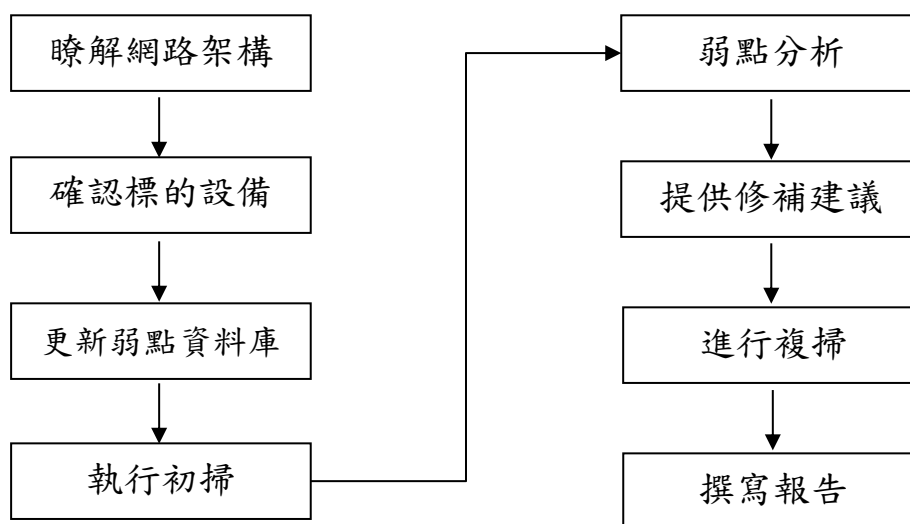 瞭解網路架構
確認標的設備
更新弱點資料庫
執行初掃
弱點分析
提供修補建議
進行複掃
撰寫報告